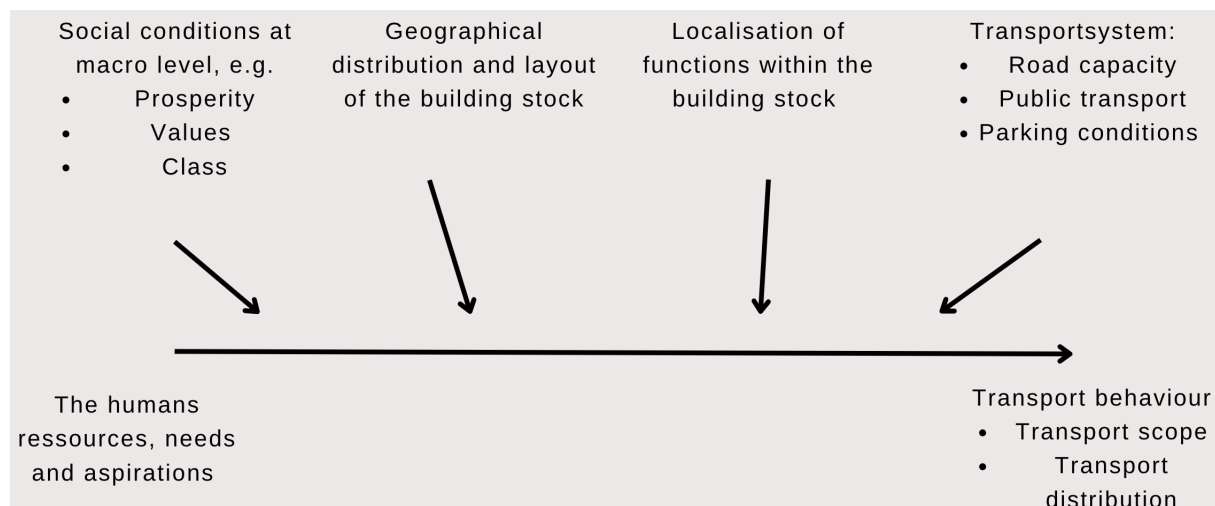 Social conditions at
macro level, e.g.
• Prosperity
• Values
• Class
Geographical
distribution and layout
of the building stock
Localisation of
functions within the
building stock
Transportsystem:
• Road capacity
• Public transport
• Parking conditions
The humans
ressources, needs
and aspirations
Transport behaviour
• Transport scope
• Transport
distribution